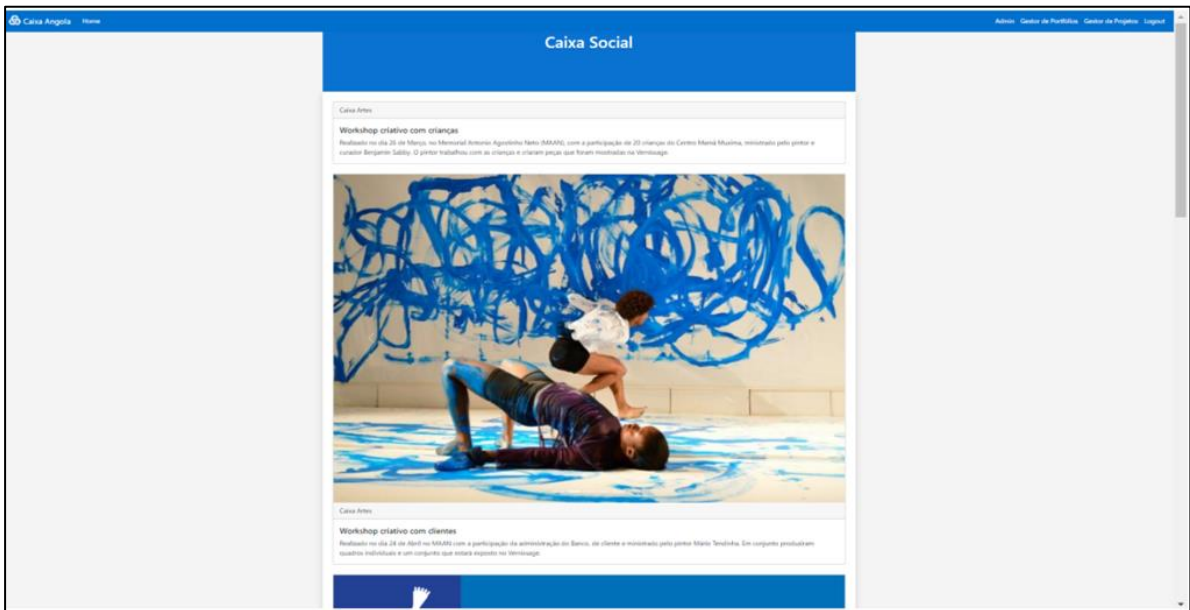 Caixa Angola Home Admin Gestor de Portfólios Gestor de Projetos Logout
Caixa Social
Caixa Artes
Workshop criativo com crianças
Realizado no dia 26 de Março, no Memorial Antonio Agostinho Neto (MAAN), com a participação de 20 crianças do Centro Mamã Muxima, ministrado pelo pintor e
curador Benjamin Sabby. O pintor trabalhou com as crianças e criaram peças que foram mostradas na Vernissage.
Caixa Artes
Workshop criativo com clientes
Realizado no dia 24 de Abril no MAAN com a participação da administração do Banco, de cliente e ministrado pelo pintor Mário Tendinha. Em conjunto produziram
quadros individuais e um conjunto que estará exposto no Vernissage.